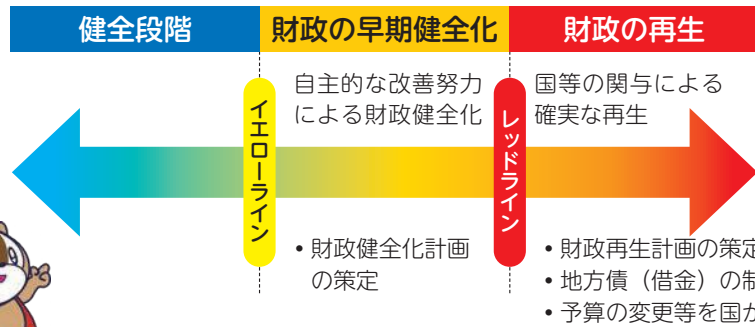 健全段階
財政の早期健全化
財政の再生
イエローライン
自主的な改善努力
による財政健全化
レッドライン
国等の関与による
確実な再生
• 財政健全化計画
の策定
• 財政再生計画の策定
• 地方債（借金）の制
• 予算の変更等を国が